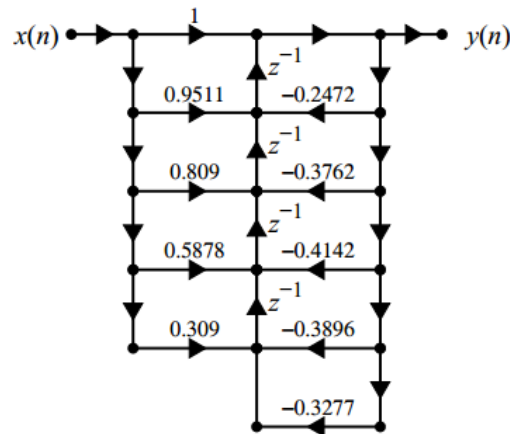 1
x(n) y(n)
z⁻¹
0.9511 −0.2472
z⁻¹
0.809 −0.3762
z⁻¹
0.5878 −0.4142
z⁻¹
0.309 −0.3896
−0.3277